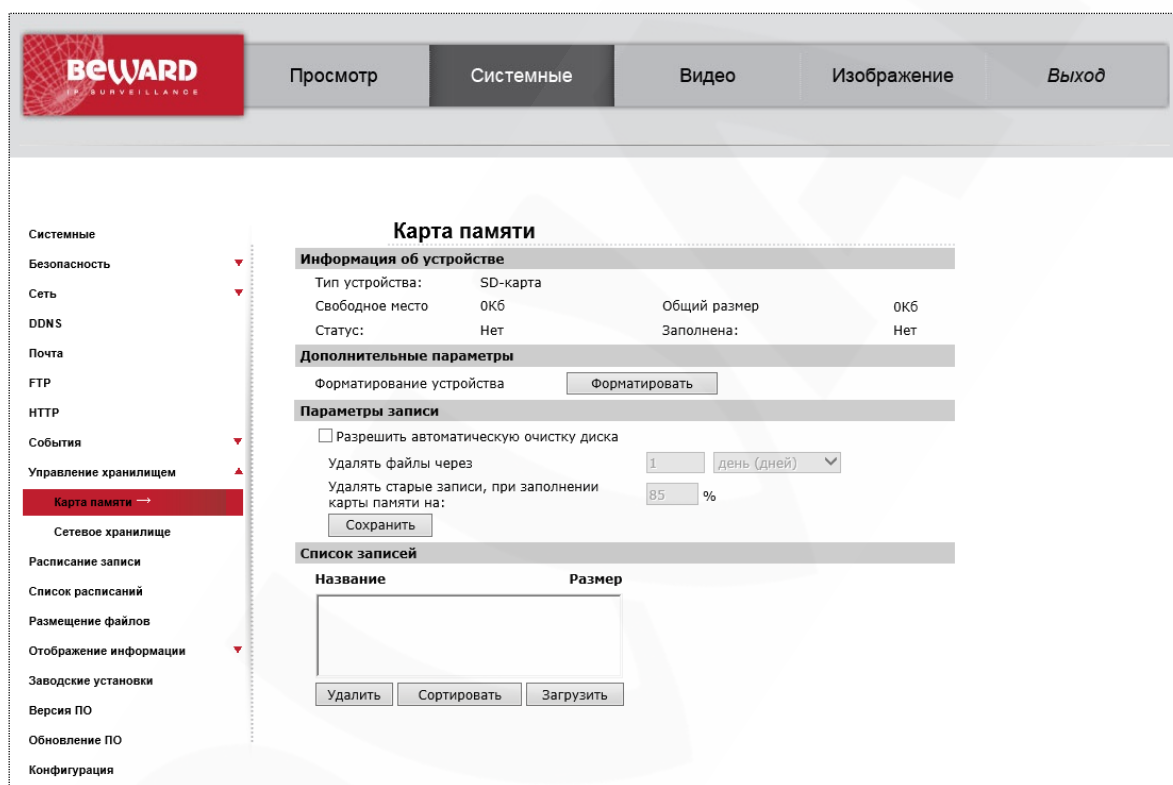 BEWARD
IP SURVEILLANCE
Просмотр Системные Видео Изображение Выход
Системные
Безопасность
Сеть
DDNS
Почта
FTP
HTTP
События
Управление хранилищем
Карта памяти →
Сетевое хранилище
Расписание записи
Список расписаний
Размещение файлов
Отображение информации
Заводские установки
Версия ПО
Обновление ПО
Конфигурация
Карта памяти
Информация об устройстве
Тип устройства: SD-карта
Свободное место 0Кб Общий размер 0Кб
Статус: Нет Заполнена: Нет
Дополнительные параметры
Форматирование устройства Форматировать
Параметры записи
Разрешить автоматическую очистку диска
Удалять файлы через 1 день (дней)
Удалять старые записи, при заполнении
карты памяти на: 85 %
Сохранить
Список записей
Название Размер
Удалить Сортировать Загрузить